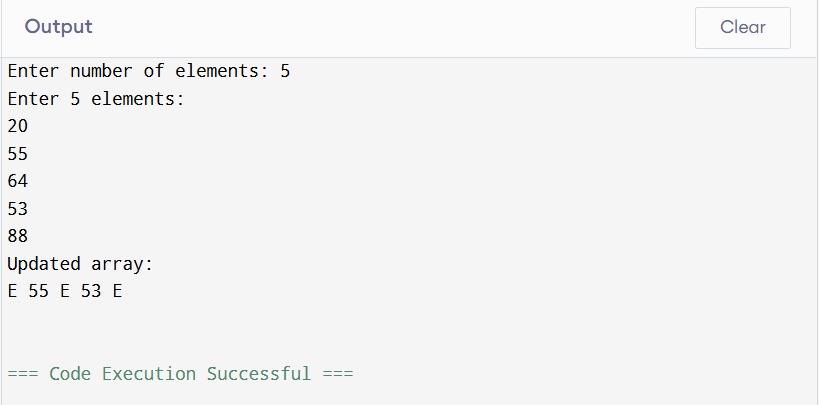 Output
Clear
Enter number of elements: 5
Enter 5 elements:
20
55
64
53
88
Updated array:
E 55 E 53 E
=== Code Execution Successful ===